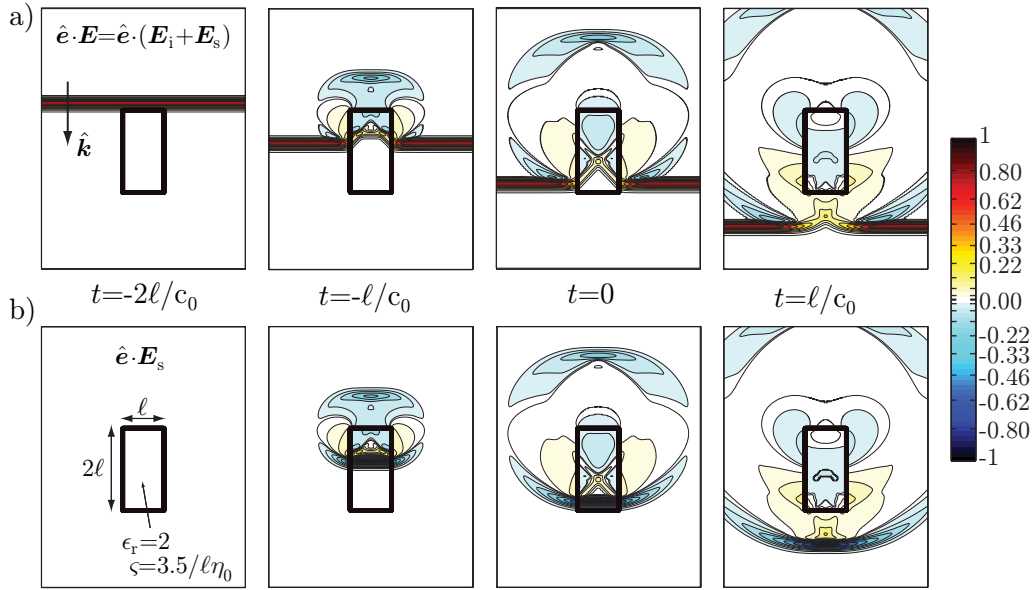 a)
ê·E=ê·(Eᵢ+Eₛ)
k̂
t=-2ℓ/c₀
t=-ℓ/c₀
t=0
t=ℓ/c₀
1
0.80
0.62
0.46
0.33
0.22
0.00
-0.22
-0.33
-0.46
-0.62
-0.80
-1
b)
ê·Eₛ
ℓ
2ℓ
ϵᵣ=2
ς=3.5/ℓη₀